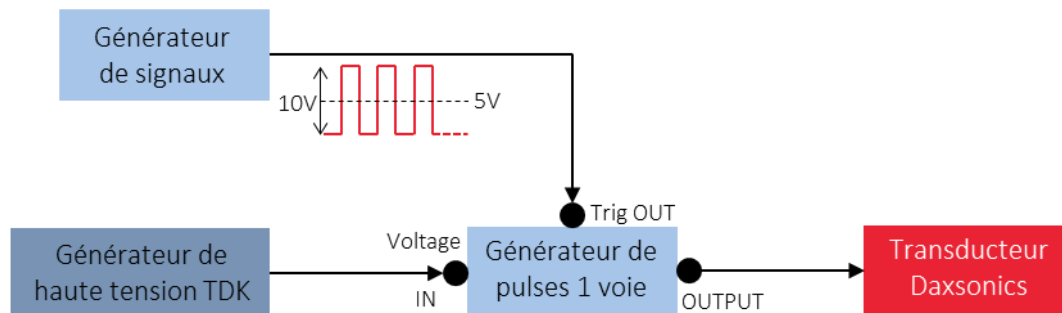 Générateur
de signaux
10V
5V
Trig OUT
Voltage
IN
Générateur de
haute tension TDK
Générateur de
pulses 1 voie
OUTPUT
Transducteur
Daxsonics